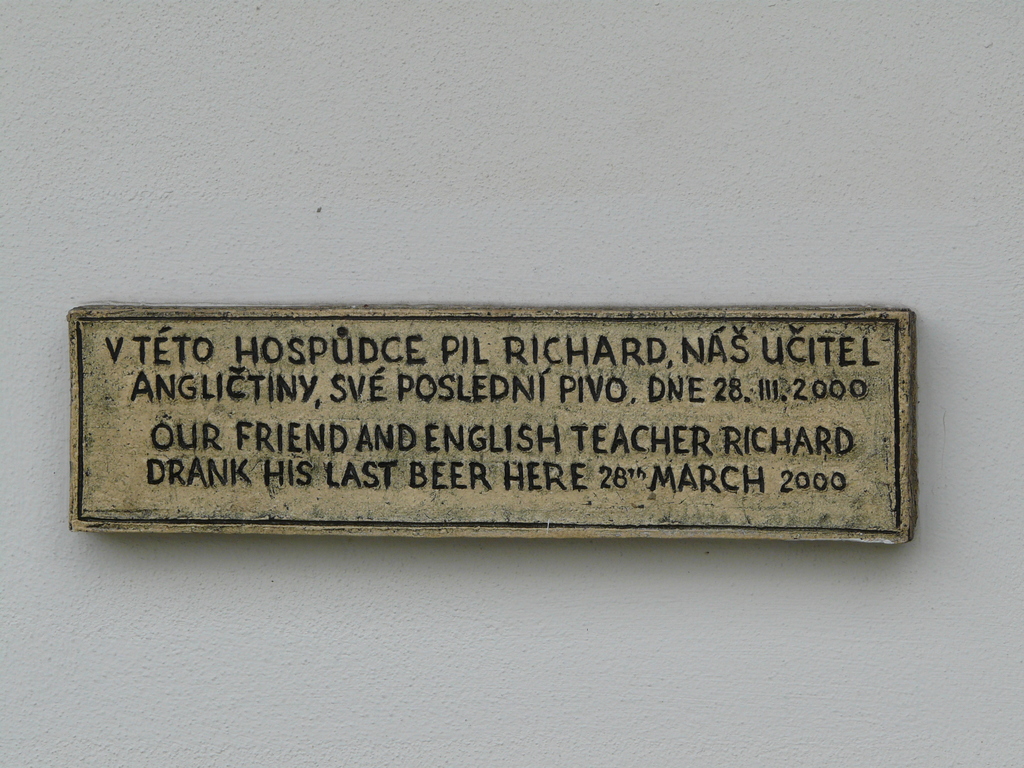 V TÉTO HOSPŮDCE PIL RICHARD, NÁŠ UČITEL
ANGLIČTINY, SVÉ POSLEDNÍ PIVO. DNE 28. III. 2000
OUR FRIEND AND ENGLISH TEACHER RICHARD
DRANK HIS LAST BEER HERE 28th MARCH 2000